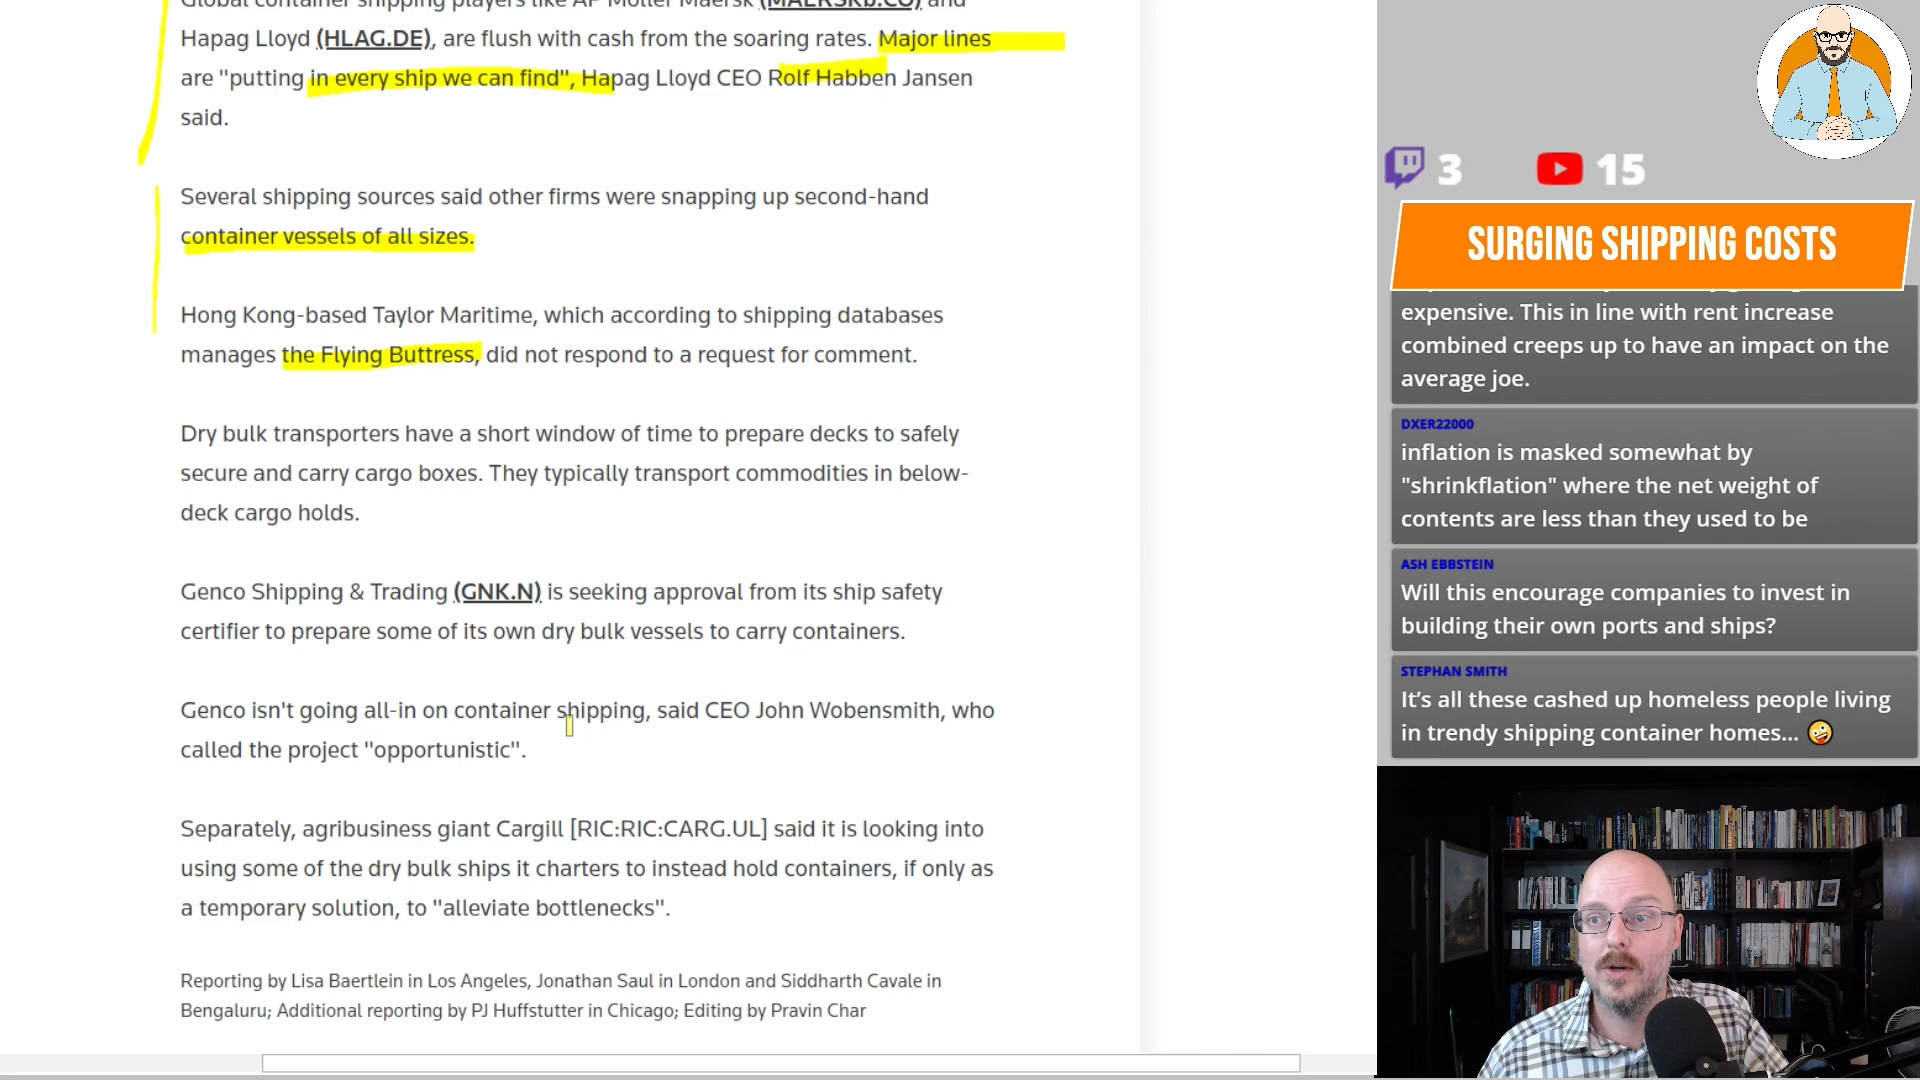 Global container shipping players like AP Moller Maersk (MAERSKb.CO) and
Hapag Lloyd (HLAG.DE), are flush with cash from the soaring rates. Major lines
are "putting in every ship we can find", Hapag Lloyd CEO Rolf Habben Jansen
said.
Several shipping sources said other firms were snapping up second-hand
container vessels of all sizes.
Hong Kong-based Taylor Maritime, which according to shipping databases
manages the Flying Buttress, did not respond to a request for comment.
Dry bulk transporters have a short window of time to prepare decks to safely
secure and carry cargo boxes. They typically transport commodities in below-
deck cargo holds.
Genco Shipping & Trading (GNK.N) is seeking approval from its ship safety
certifier to prepare some of its own dry bulk vessels to carry containers.
Genco isn't going all-in on container shipping, said CEO John Wobensmith, who
called the project "opportunistic".
Separately, agribusiness giant Cargill [RIC:RIC:CARG.UL] said it is looking into
using some of the dry bulk ships it charters to instead hold containers, if only as
a temporary solution, to "alleviate bottlenecks".
Reporting by Lisa Baertlein in Los Angeles, Jonathan Saul in London and Siddharth Cavale in
Bengaluru; Additional reporting by PJ Huffstutter in Chicago; Editing by Pravin Char
3
15
SURGING SHIPPING COSTS
expensive. This in line with rent increase
combined creeps up to have an impact on the
average joe.
DXER22000
inflation is masked somewhat by
"shrinkflation" where the net weight of
contents are less than they used to be
ASH EBBSTEIN
Will this encourage companies to invest in
building their own ports and ships?
STEPHAN SMITH
It’s all these cashed up homeless people living
in trendy shipping container homes... 🤪